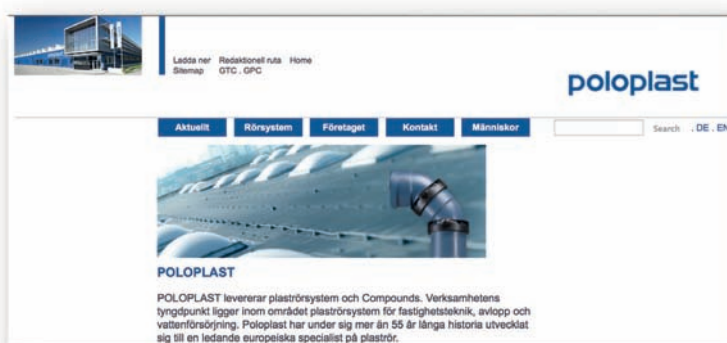 Ladda ner Redaktionell ruta Home
Sitemap GTC . GPC
poloplast
Aktuellt Rörsystem Företaget Kontakt Människor Search . DE . EN
POLOPLAST
POLOPLAST levererar plaströrsystem och Compounds. Verksamhetens
tyngdpunkt ligger inom området plaströrsystem för fastighetsteknik, avlopp och
vattenförsörjning. Poloplast har under sig mer än 55 år långa historia utvecklat
sig till en ledande europeiska specialist på plaströr.